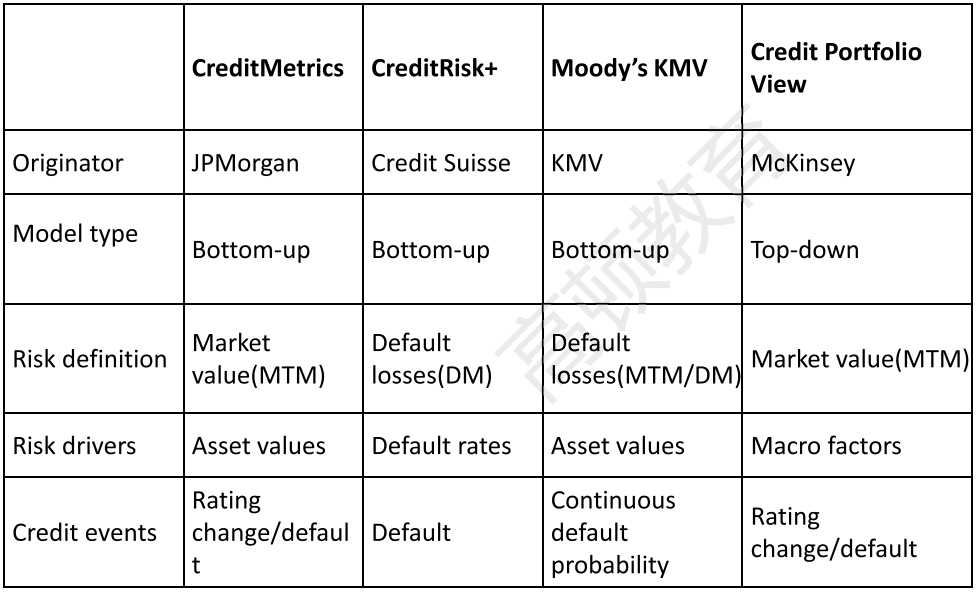 CreditMetrics
CreditRisk+
Moody's KMV
Credit Portfolio
View
Originator
JPMorgan
Credit Suisse
KMV
McKinsey
Model type
Bottom-up
Bottom-up
Bottom-up
Top-down
Risk definition
Market
value(MTM)
Default
losses(DM)
Default
losses(MTM/DM)
Market value(MTM)
Risk drivers
Asset values
Default rates
Asset values
Macro factors
Credit events
Rating
change/defaul
t
Default
Continuous
default
probability
Rating
change/default
高顿教育